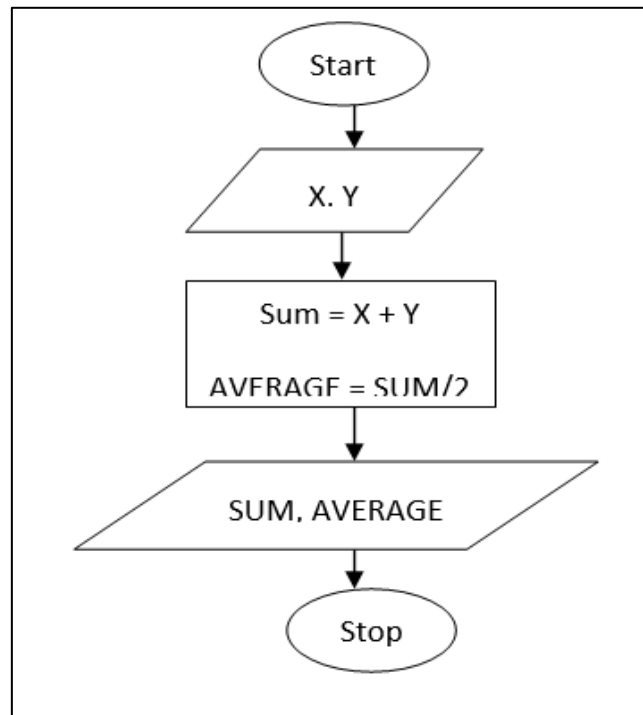 Start
X. Y
Sum = X + Y
AVERAGE = SUM/2
SUM, AVERAGE
Stop